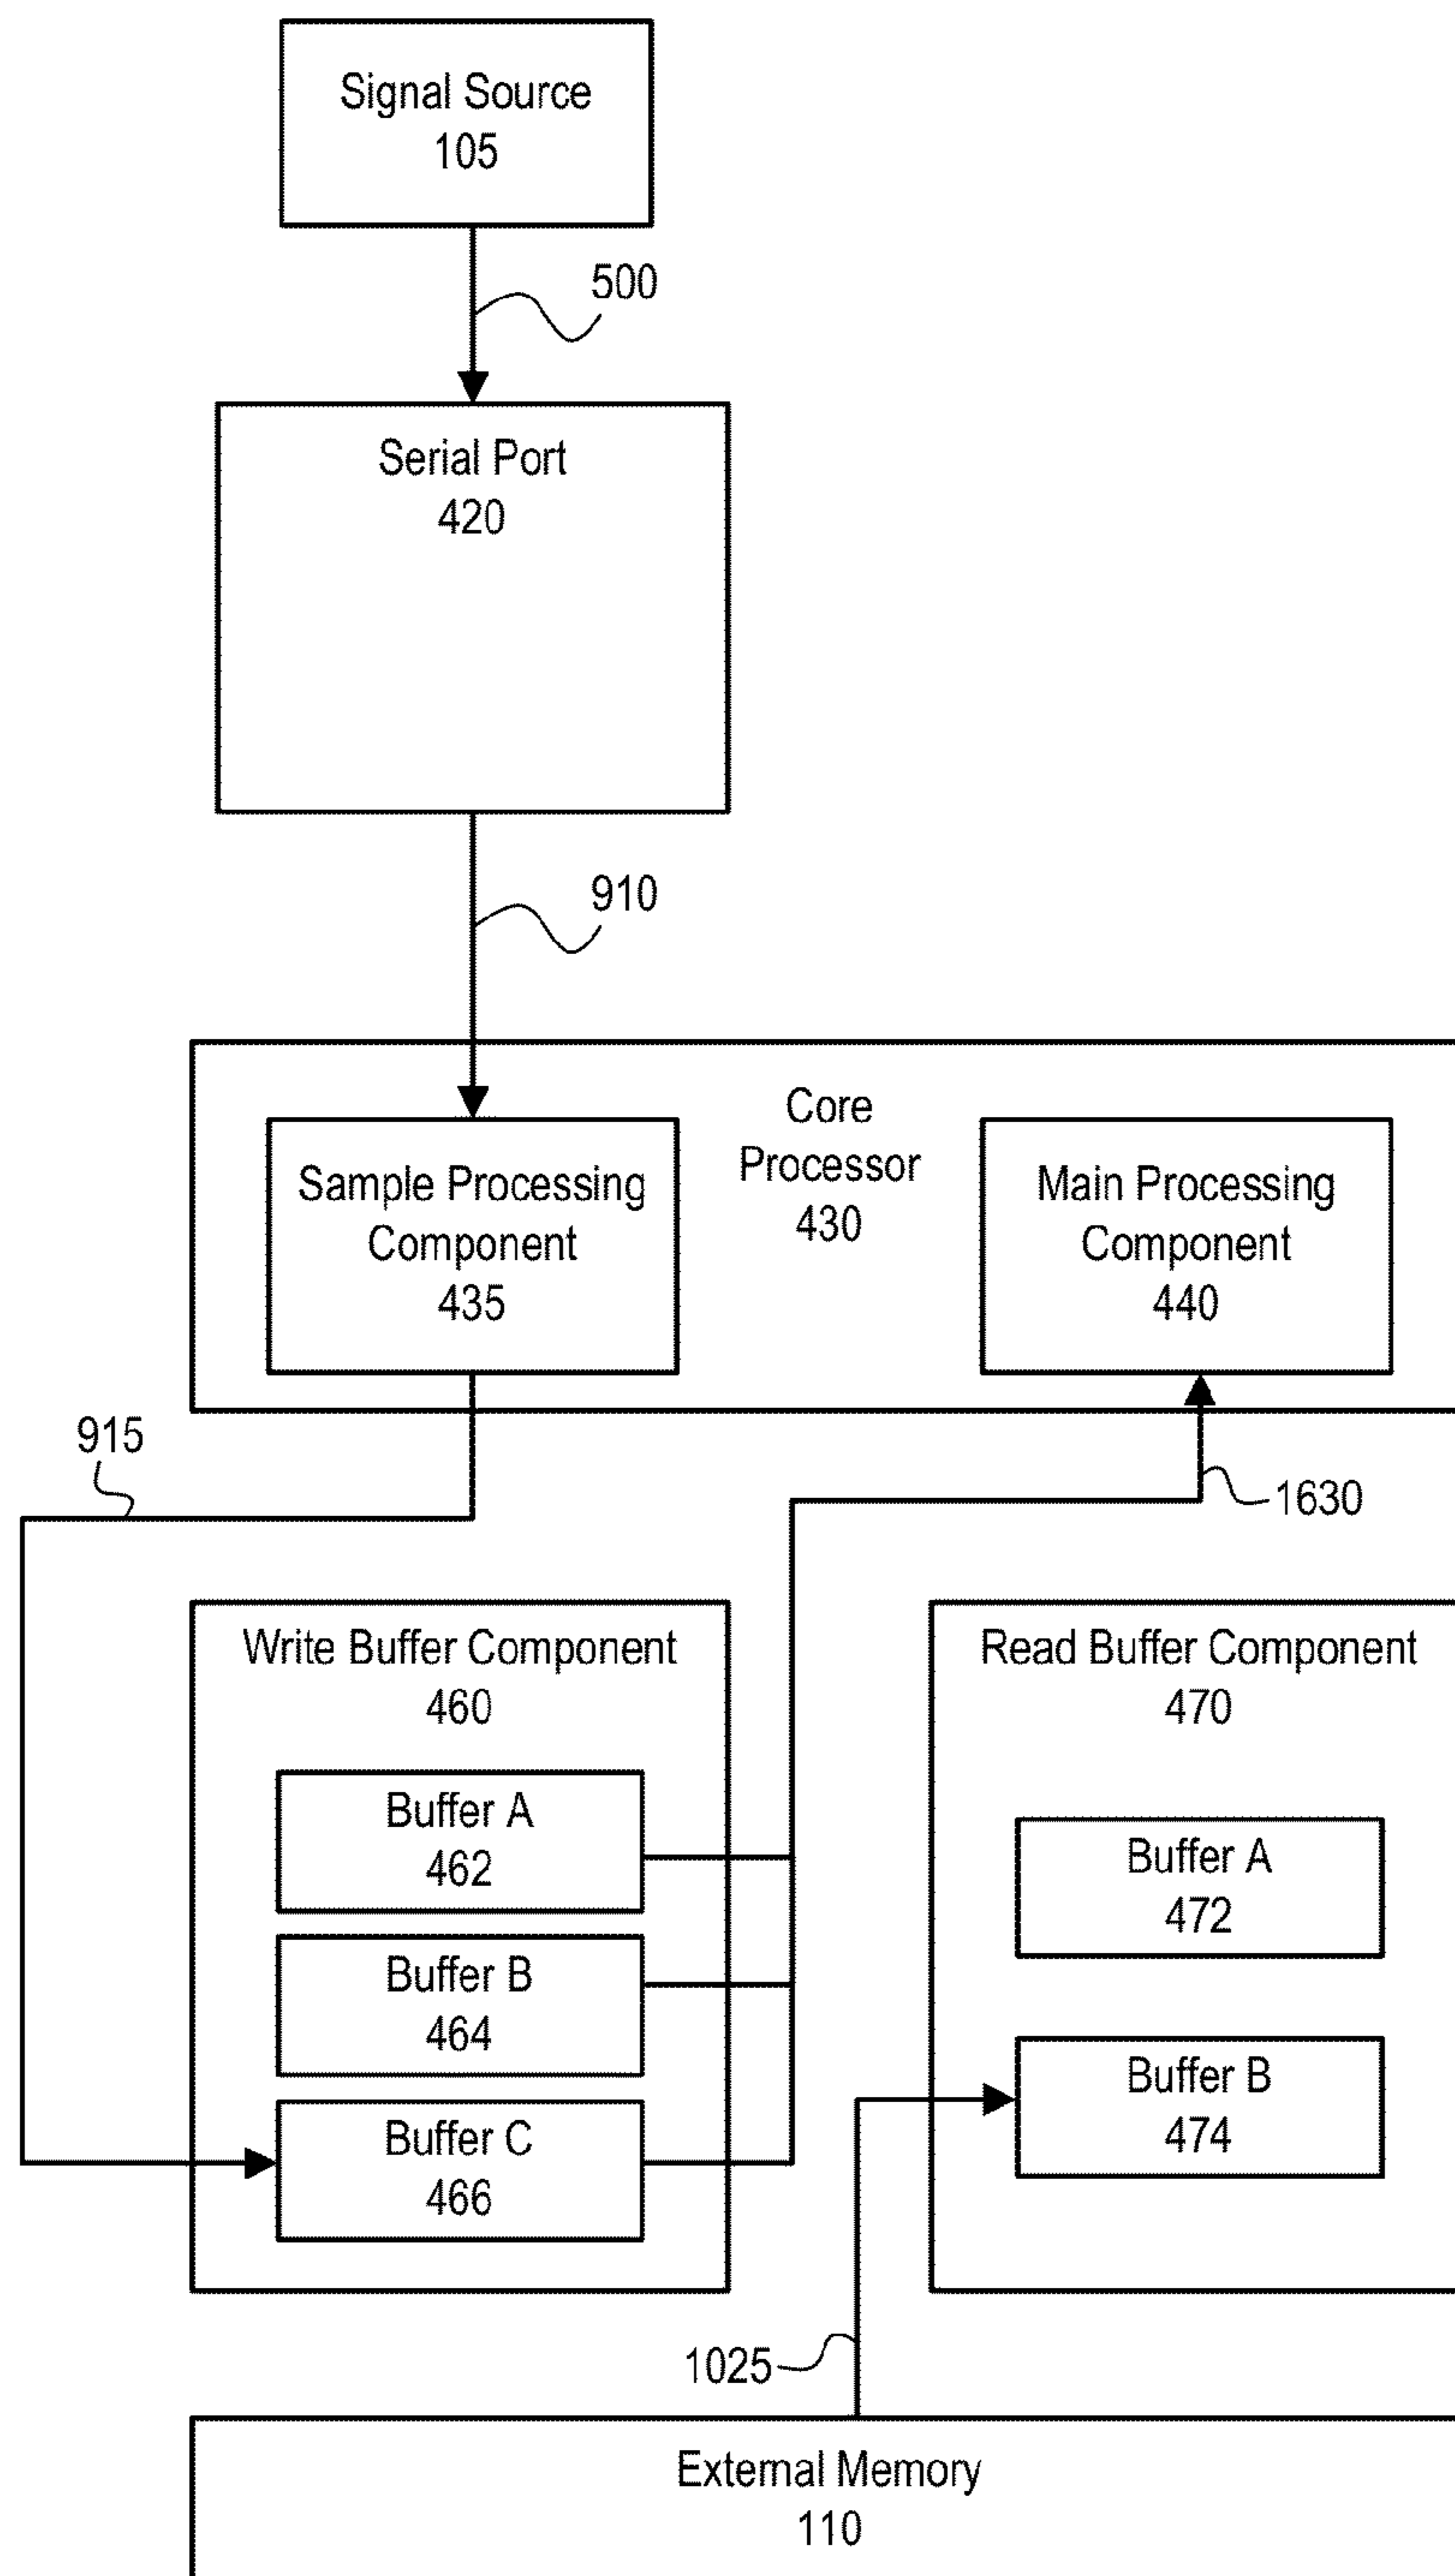 Signal Source
105
500
Serial Port
420
910
Core
Processor
430
Sample Processing
Component
435
Main Processing
Component
440
915
1630
Write Buffer Component
460
Buffer A
462
Buffer B
464
Buffer C
466
Read Buffer Component
470
Buffer A
472
Buffer B
474
1025
External Memory
110